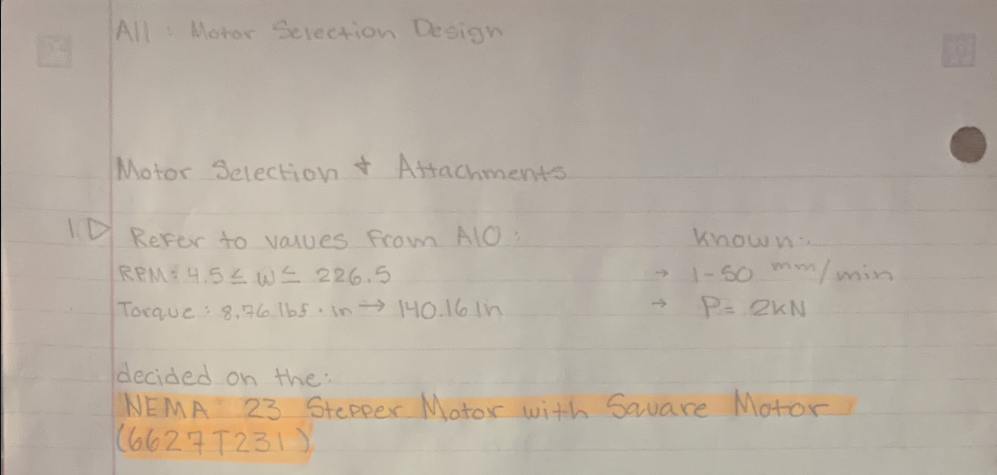 A11 : Motor Selection Design
Motor Selection + Attachments
1.D Refer to values from A10 :
known:
RPM: 4.5 ≤ w ≤ 226.5
→ 1-50 mm/min
Torque : 8.76 lbf · in → 140.16 in
→ P = 2kN
decided on the:
NEMA 23 Stepper Motor with Sauare Motor
(6627T231)